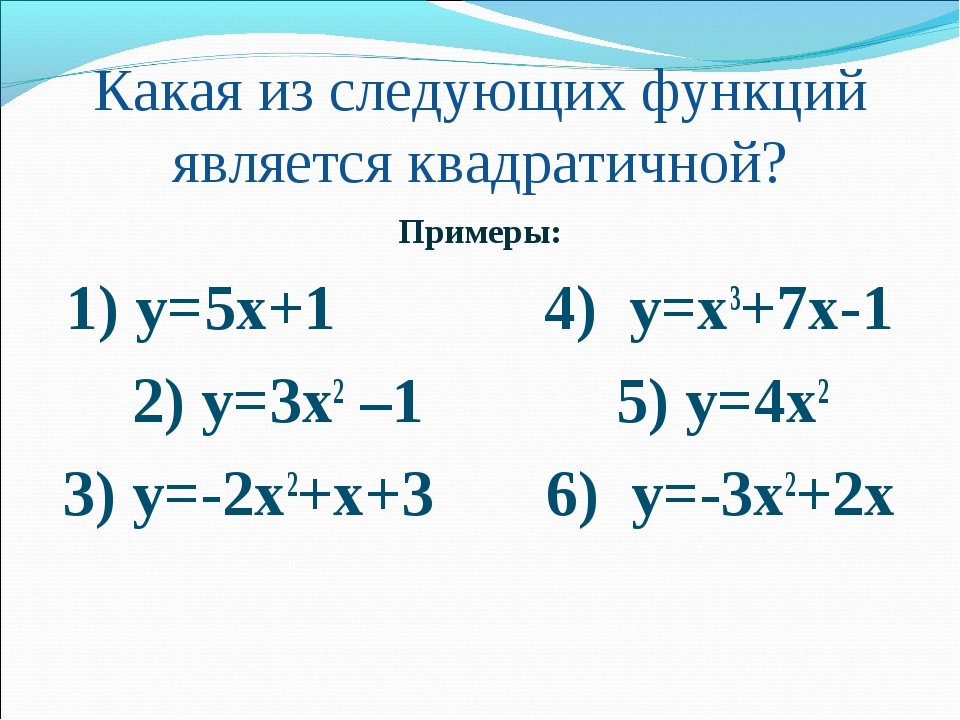 Какая из следующих функций
является квадратичной?
Примеры:
1) у=5х+1 4) у=х³+7х-1
2) у=3х² –1 5) у=4х²
3) у=-2х²+х+3 6) у=-3х²+2х